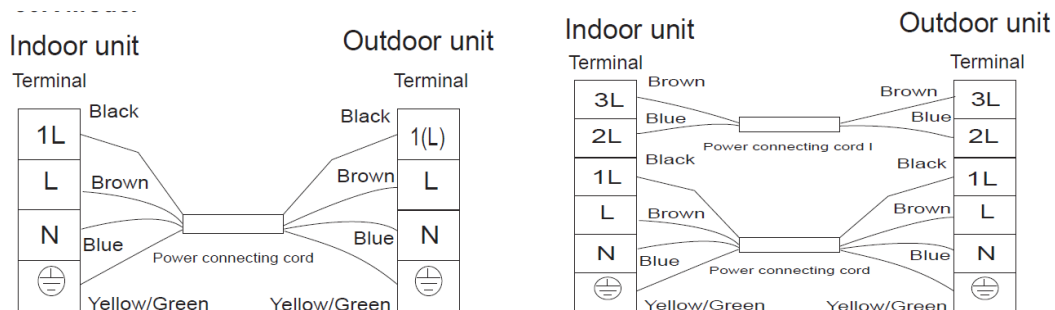 Indoor unit
Outdoor unit
Terminal
Terminal
Black
Black
1L
1(L)
Brown
Brown
L
L
N
N
Blue
Blue
Power connecting cord
Yellow/Green
Yellow/Green
Indoor unit
Outdoor unit
Terminal
Terminal
Brown
Brown
3L
3L
Blue
Blue
2L
2L
Power connecting cord I
Black
Black
1L
1L
Brown
Brown
L
L
N
N
Blue
Blue
Power connecting cord
Yellow/Green
Yellow/Green